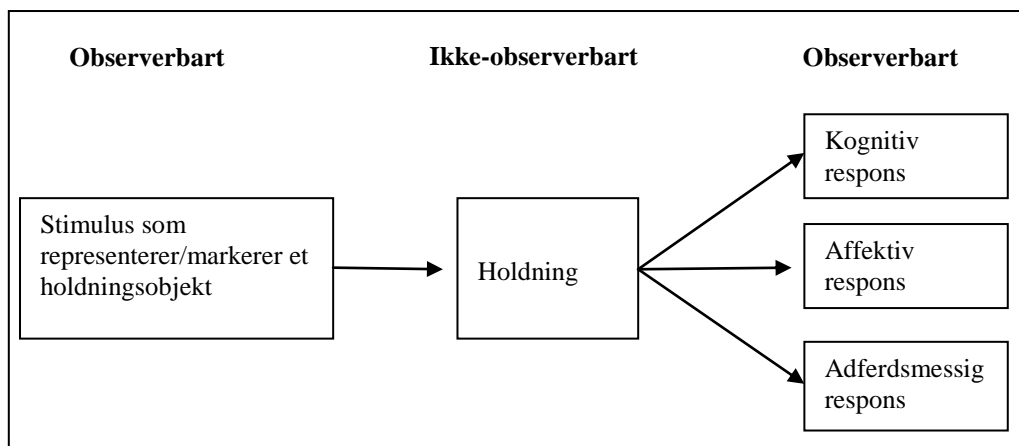 Observerbart
Ikke-observerbart
Observerbart
Stimulus som
representerer/markerer et
holdningsobjekt
Holdning
Kognitiv
respons
Affektiv
respons
Adferdsmessig
respons